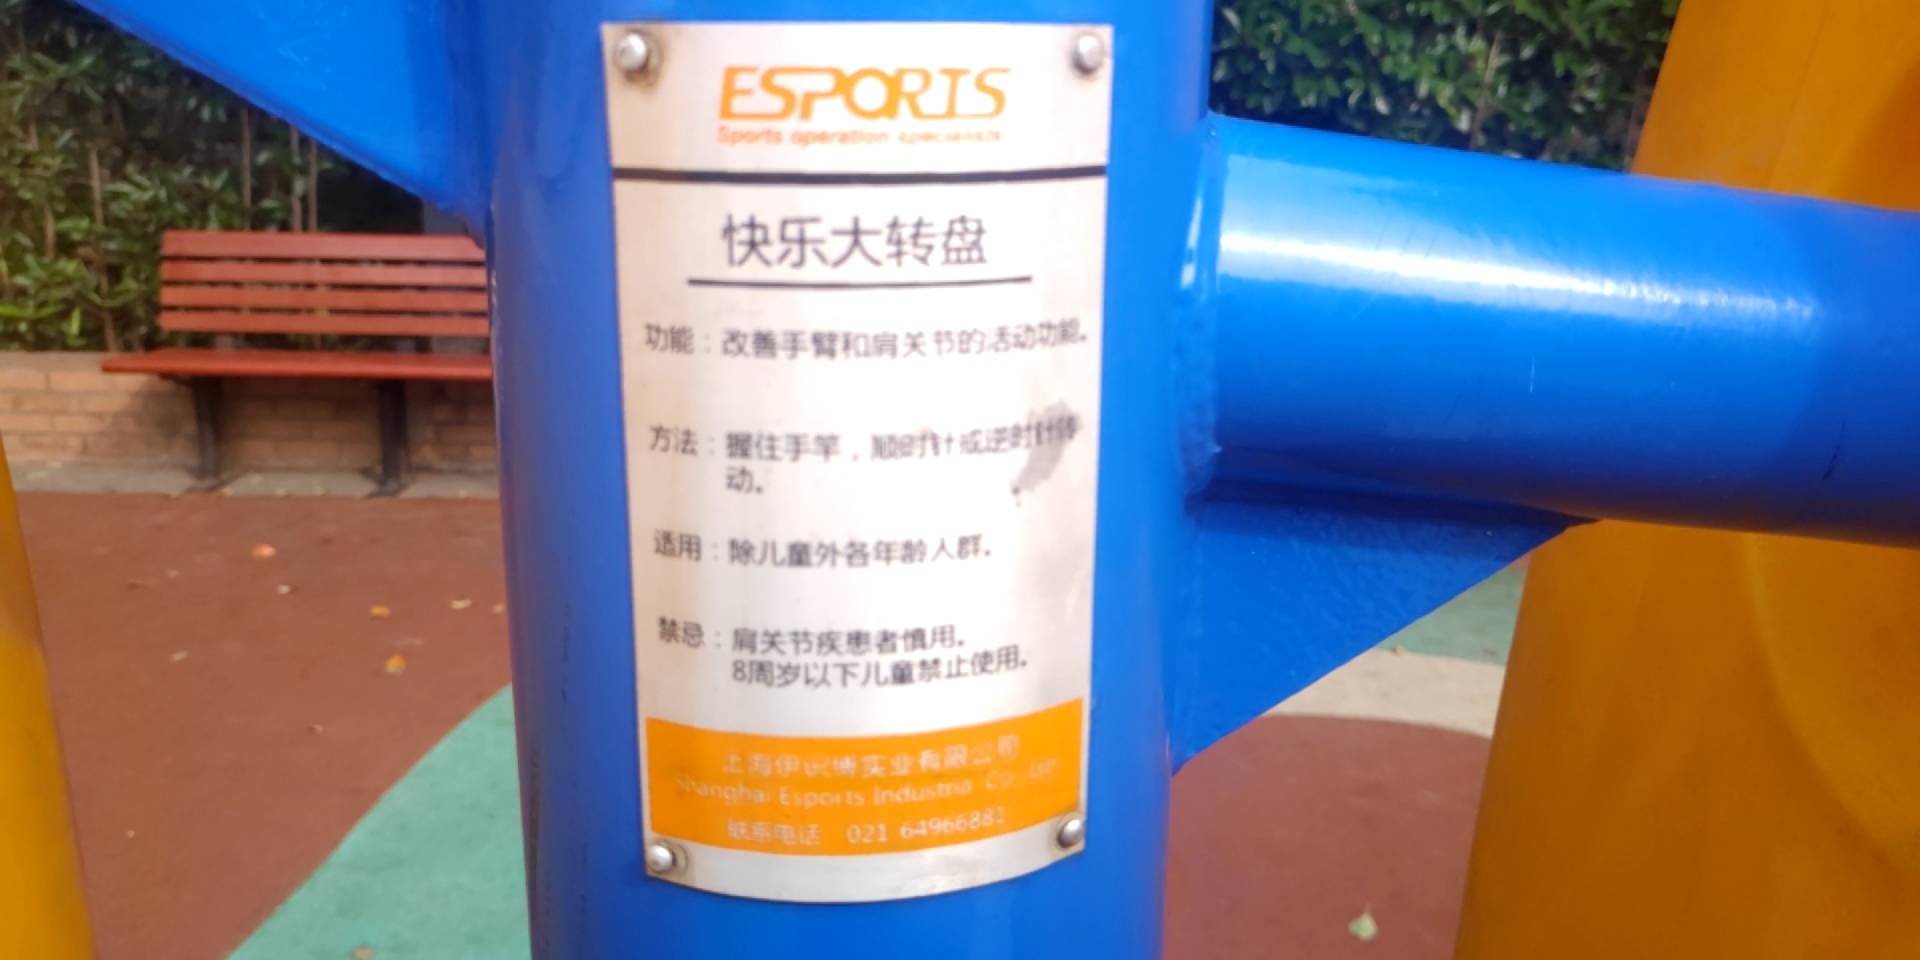 ESPORTS
Sports operation specialists
快乐大转盘
功能：改善手臂和肩关节的活动功能。
方法：握住手竿，顺时针或逆时针转
动。
适用：除儿童外各年龄人群。
禁忌：肩关节疾患者慎用。
8周岁以下儿童禁止使用。
上海伊识博实业有限公司
Shanghai Esports Industria Co., Ltd
联系电话 021 64966881